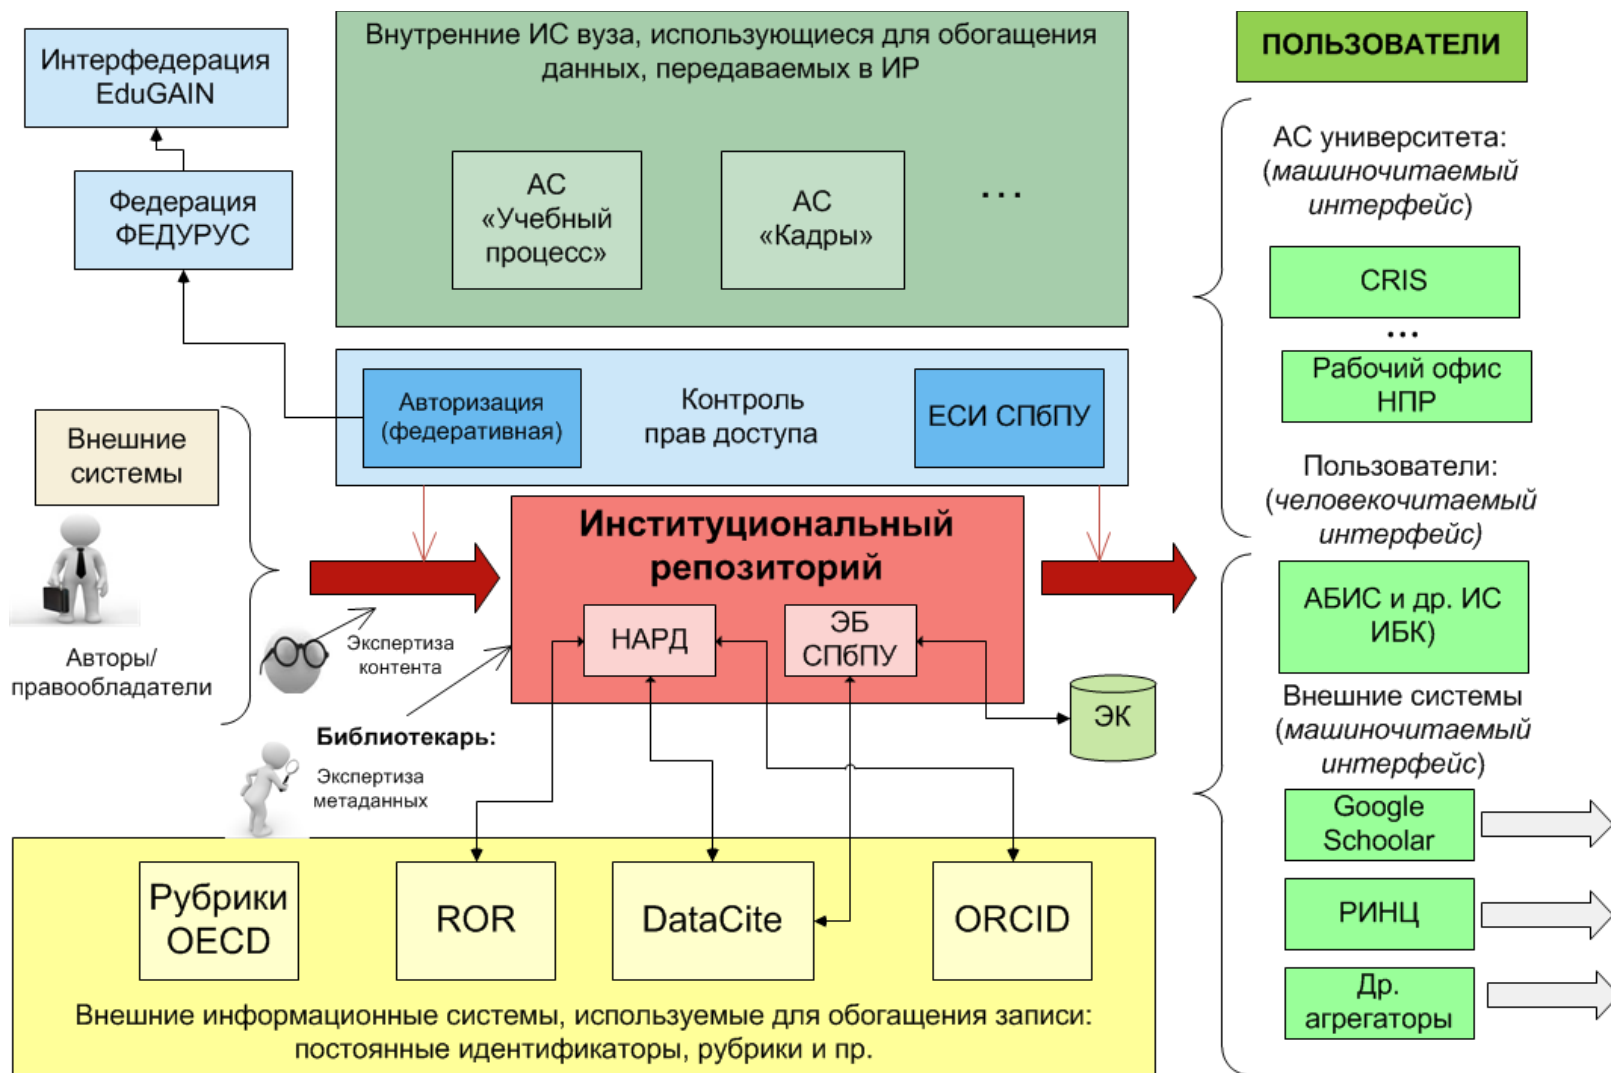 Интерфедерация
EduGAIN
Федерация
ФЕДУРУС
Внутренние ИС вуза, использующиеся для обогащения
данных, передаваемых в ИР
АС
«Учебный
процесс»
АС
«Кадры»
...
ПОЛЬЗОВАТЕЛИ
АС университета:
(машиночитаемый
интерфейс)
CRIS
...
Рабочий офис
НПР
Авторизация
(федеративная)
Контроль
прав доступа
ЕСИ СПбПУ
Внешние
системы
Авторы/
правообладатели
Пользователи:
(человекочитаемый
интерфейс)
Институциональный
репозиторий
НАРД
ЭБ
СПбПУ
Экспертиза
контента
Библиотекарь:
Экспертиза
метаданных
ЭК
АБИС и др. ИС
ИБК)
Внешние системы
(машиночитаемый
интерфейс)
Google
Schoolar
РИНЦ
Др.
агрегаторы
Рубрики
OECD
ROR
DataCite
ORCID
Внешние информационные системы, используемые для обогащения записи:
постоянные идентификаторы, рубрики и пр.